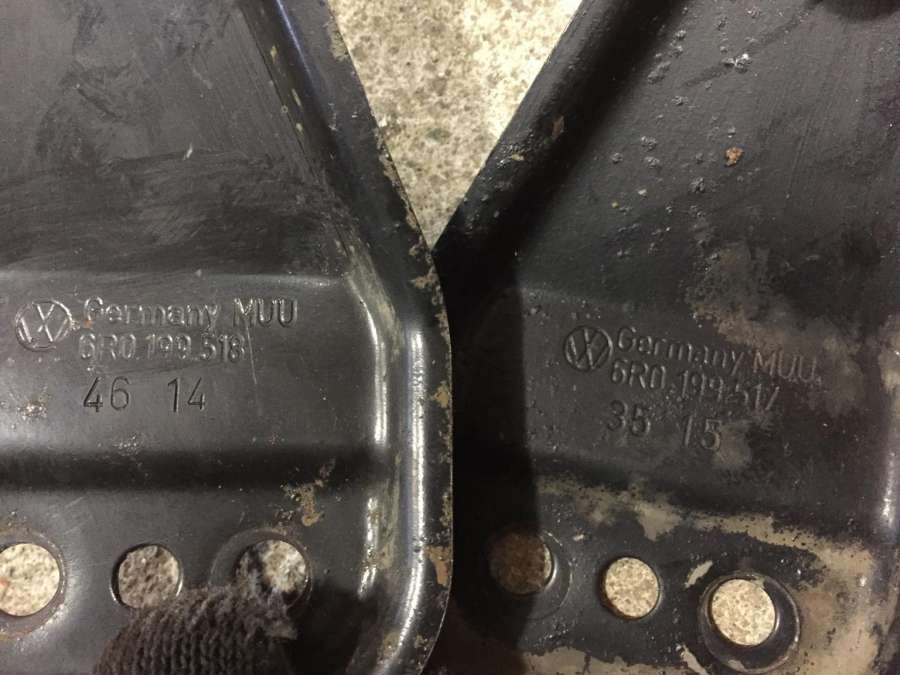 Germany MUU
6R0.199.518
46 14
Germany MUU
6R0.199.517
35 15